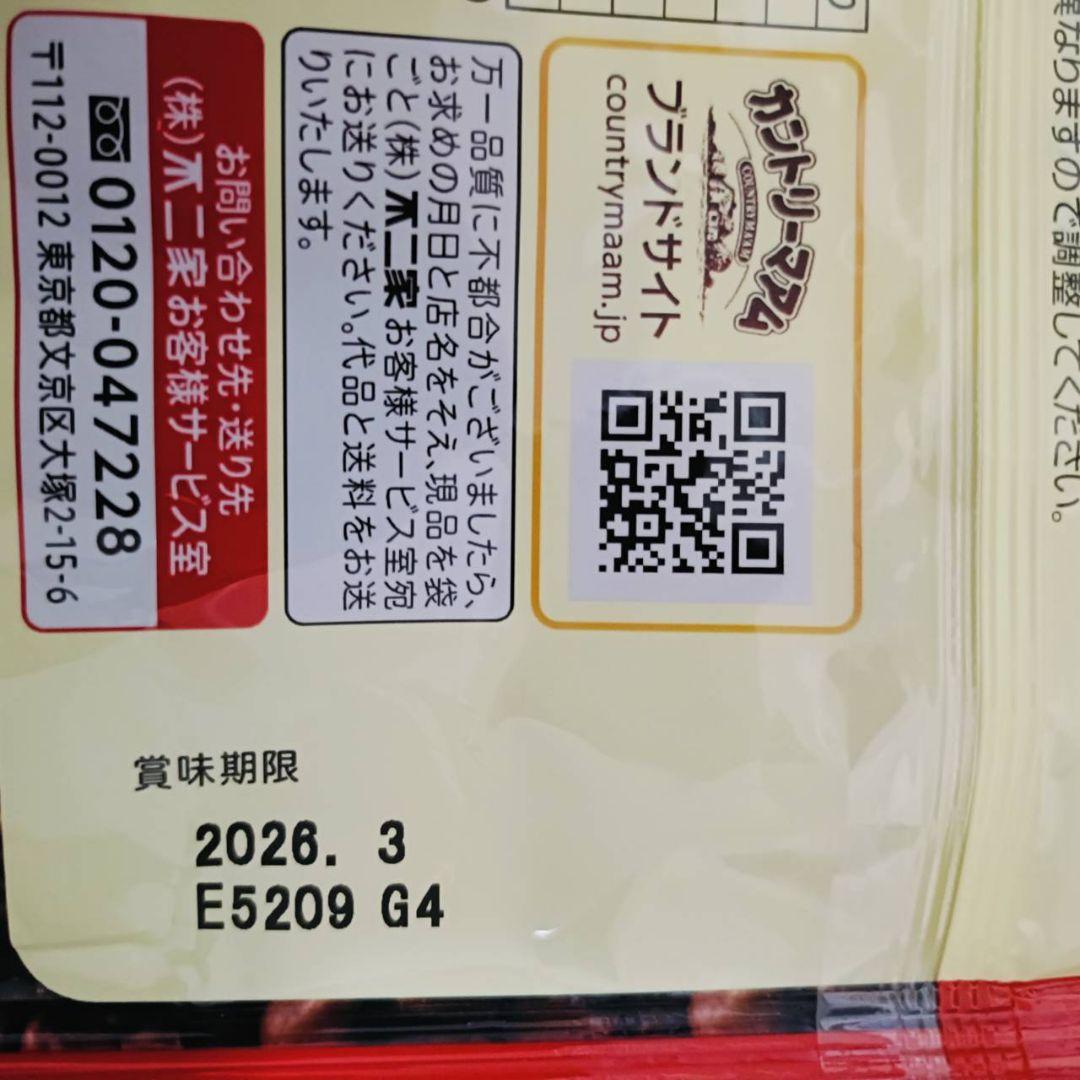 異なりますので調整してください。
カントリーマアム
COUNTRY MA'AM
ブランドサイト
countrymaam.jp
万一品質に不都合がございましたら、
お求めの月日と店名をそえ、現品を袋
ごと(株)不二家お客様サービス室宛
にお送りください。代品と送料をお送
りいたします。
お問い合わせ先・送り先
(株)不二家お客様サービス室
0120-047228
〒112-0012 東京都文京区大塚2-15-6
賞味期限
2026. 3
E5209 G4